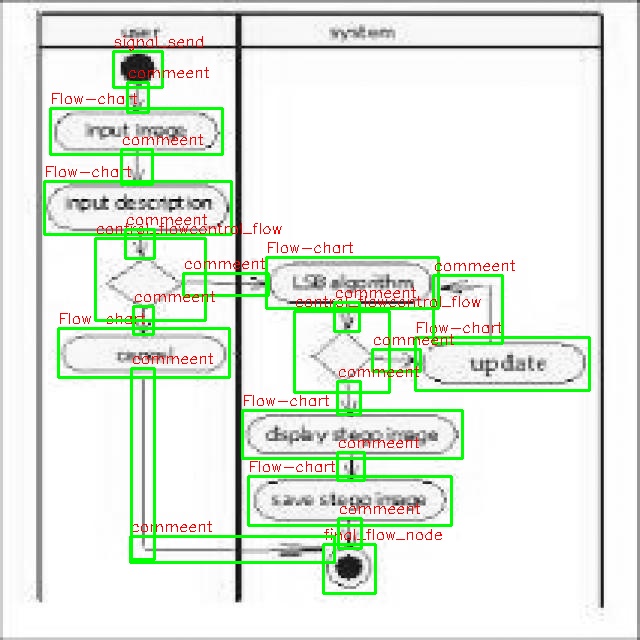 user
system
signal_send
commeent
Flow-chart
input image
commeent
Flow-chart
input description
commeent
control_flowcontrol_flow
Flow-chart
commeent
LSB algorithm
commeent
commeent
commeent
control_flowcontrol_flow
Flow-chart
Flow-chart
cancel
commeent
commeent
update
Flow-chart
display stego image
commeent
Flow-chart
save stego image
commeent
commeent
final_flow_node